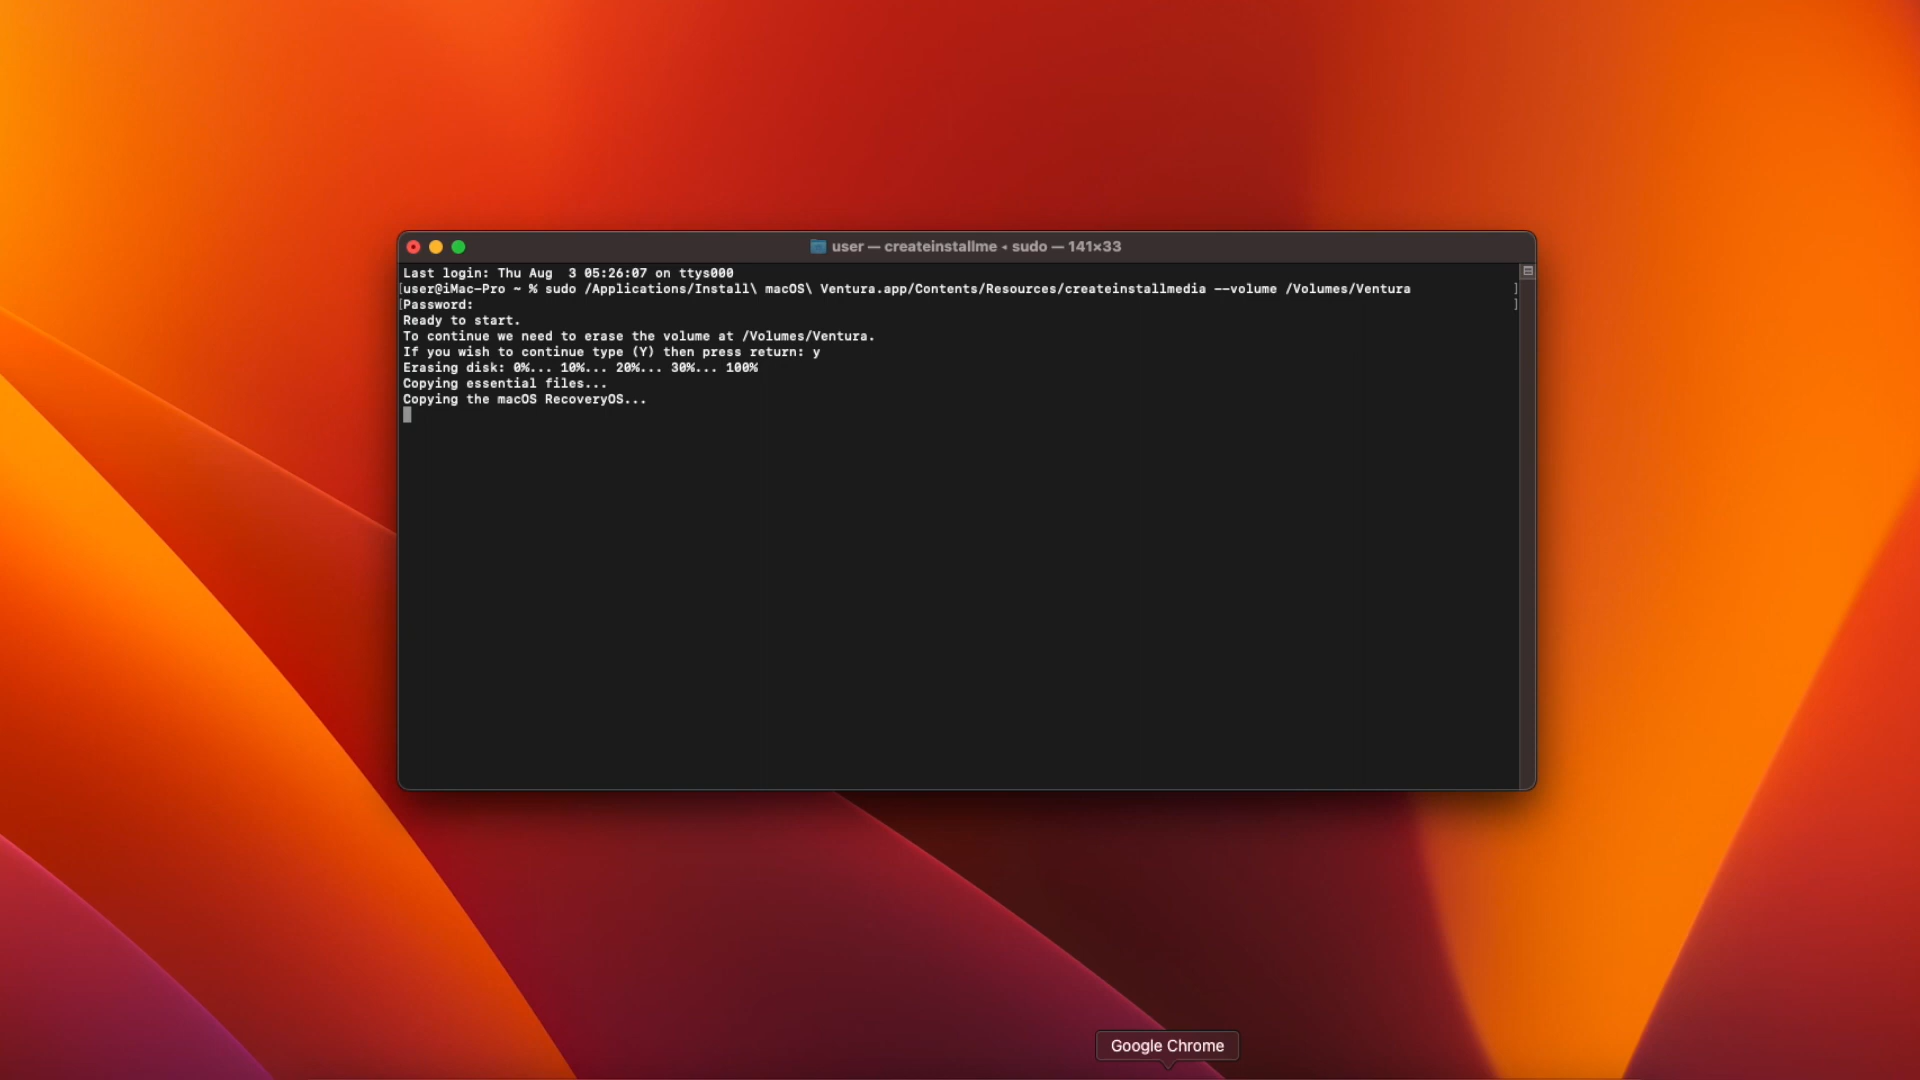 user — createinstallme ◂ sudo — 141×33
Last login: Thu Aug  3 05:26:07 on ttys000
[user@iMac-Pro ~ % sudo /Applications/Install\ macOS\ Ventura.app/Contents/Resources/createinstallmedia --volume /Volumes/Ventura ]
[Password: ]
Ready to start.
To continue we need to erase the volume at /Volumes/Ventura.
If you wish to continue type (Y) then press return: y
Erasing disk: 0%... 10%... 20%... 30%... 100%
Copying essential files...
Copying the macOS RecoveryOS...
Google Chrome